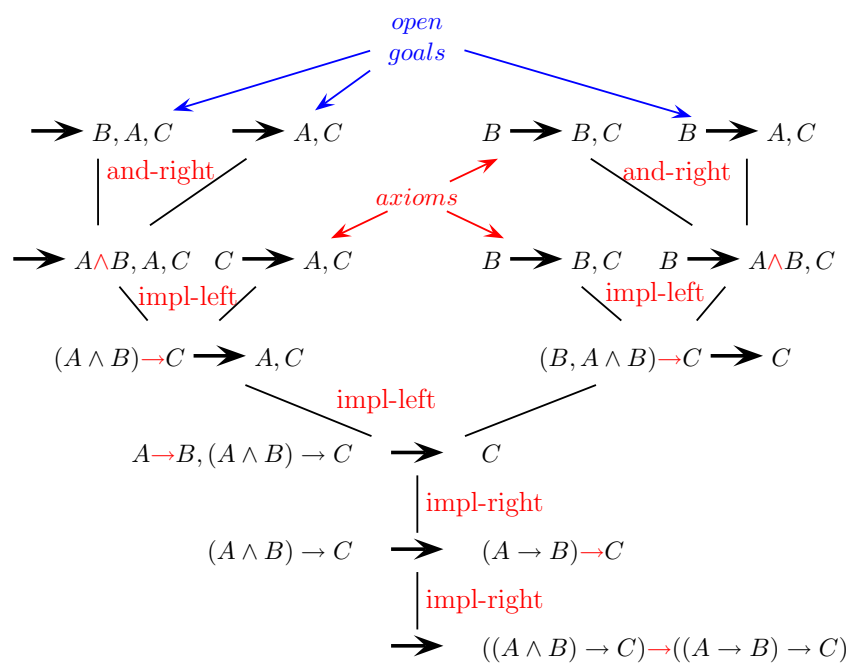 open
goals
B, A, C A, C B B, C B A, C
and-right and-right
axioms
A∧B, A, C C A, C B B, C B A∧B, C
impl-left impl-left
(A ∧ B)→C A, C (B, A ∧ B)→C C
impl-left
A→B, (A ∧ B) → C C
impl-right
(A ∧ B) → C (A → B)→C
impl-right
((A ∧ B) → C)→((A → B) → C)